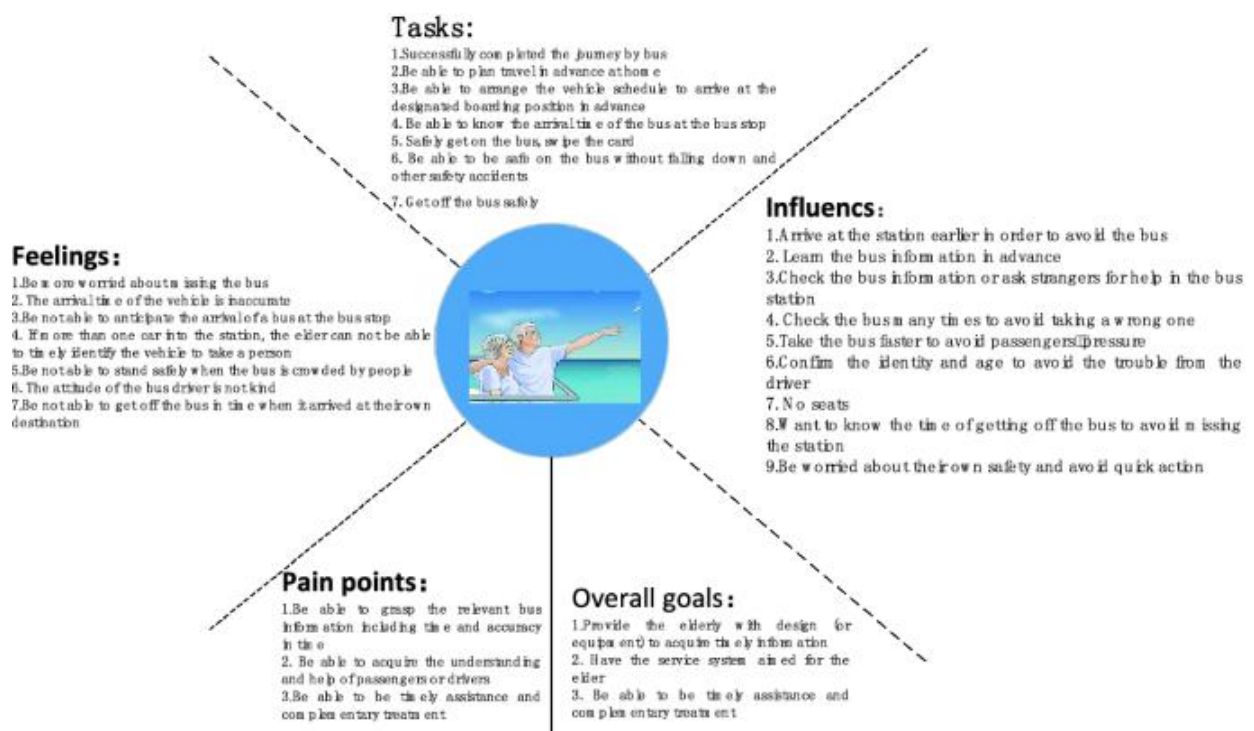 Tasks:
1.Successfully completed the journey by bus
2.Be able to plan travel in advance at home
3.Be able to arrange the vehicle schedule to arrive at the
designated boarding position in advance
4. Be able to know the arrival time of the bus at the bus stop
5. Safely get on the bus, swipe the card
6. Be able to be safe on the bus without falling down and
other safety accidents
7. Get off the bus safely
Influencs:
1.Arrive at the station earlier in order to avoid the bus
2. Learn the bus information in advance
3.Check the bus information or ask strangers for help in the bus
station
4. Check the bus many times to avoid taking a wrong one
5.Take the bus faster to avoid passengers pressure
6.Confirm the identity and age to avoid the trouble from the
driver
7. No seats
8.Want to know the time of getting off the bus to avoid missing
the station
9.Be worried about their own safety and avoid quick action
Feelings:
1.Be more worried about missing the bus
2. The arrival time of the vehicle is inaccurate
3.Be not able to anticipate the arrival of a bus at the bus stop
4. If more than one car into the station, the elder can not be able
to timely identify the vehicle to take a person
5.Be not able to stand safely when the bus is crowded by people
6. The attitude of the bus driver is not kind
7.Be not able to get off the bus in time when it arrived at their own
destination
Pain points:
1.Be able to grasp the relevant bus
information including time and accuracy
in time
2. Be able to acquire the understanding
and help of passengers or drivers
3.Be able to be timely assistance and
complementary treatment
Overall goals:
1.Provide the elderly with design (or
equipment) to acquire timely information
2. Have the service system aimed for the
elder
3. Be able to be timely assistance and
complementary treatment